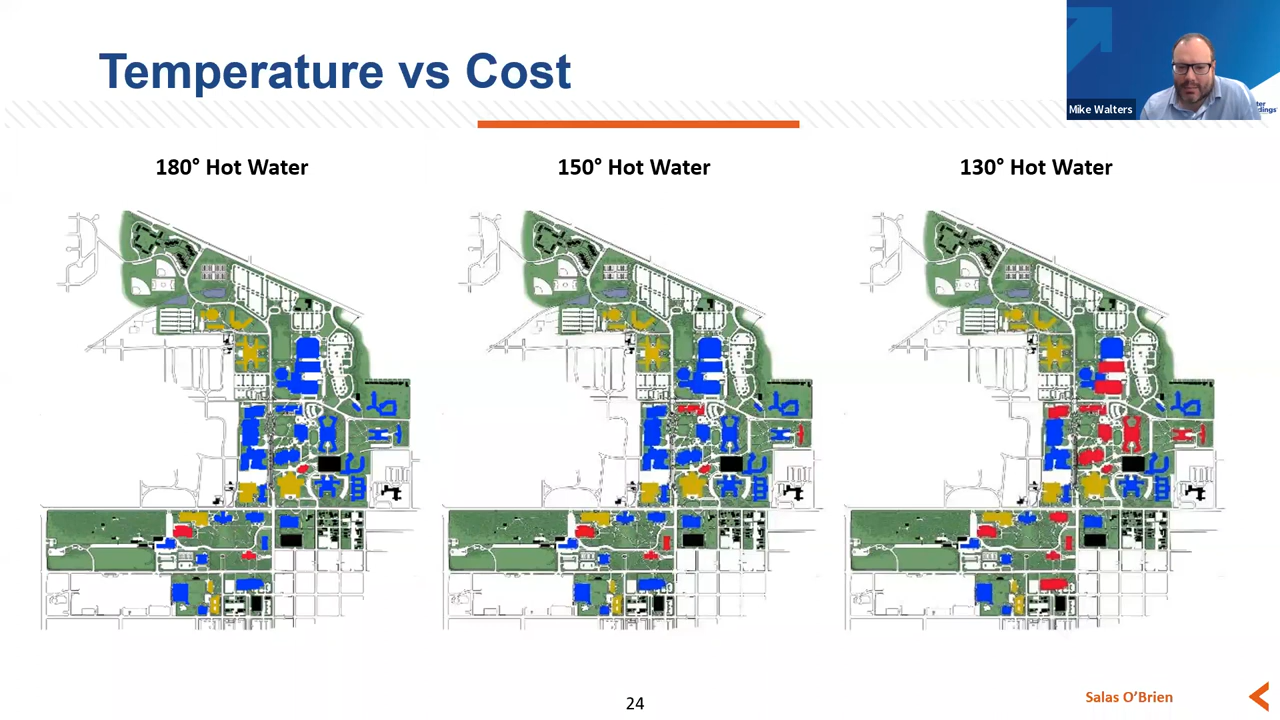 Temperature vs Cost
Mike Walters
180° Hot Water
150° Hot Water
130° Hot Water
24
Salas O'Brien